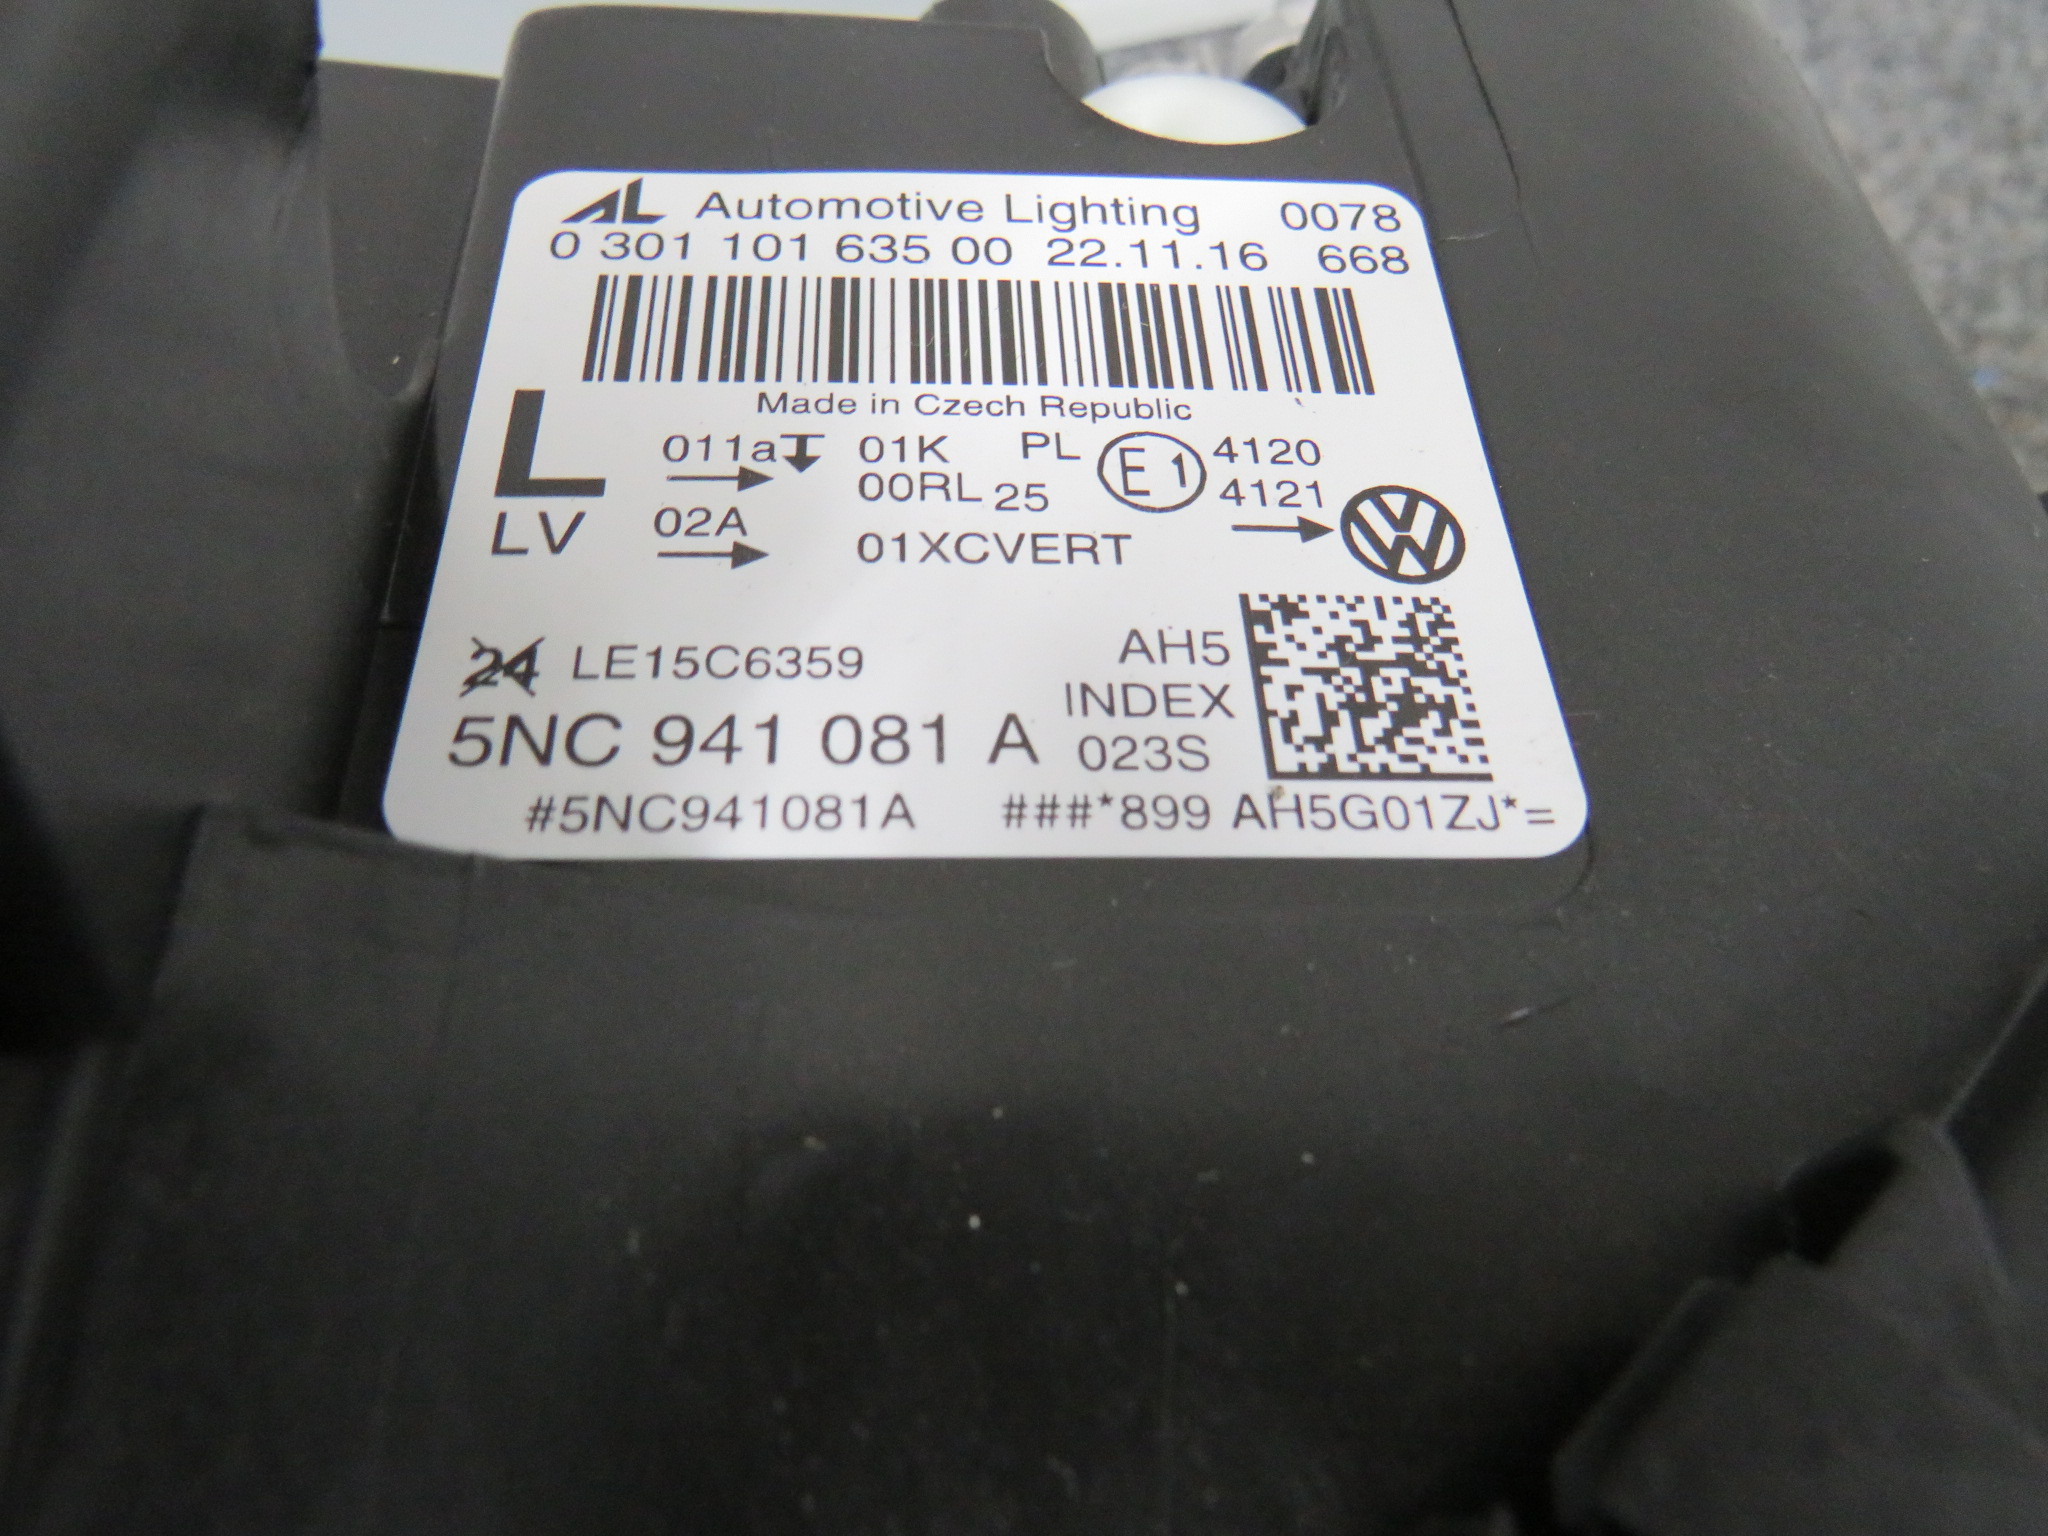 AL Automotive Lighting 0078
0 301 101 635 00 22.11.16 668
Made in Czech Republic
L 011a 01K PL E1 4120
00RL 25 4121
LV 02A 01XCVERT VW
24 LE15C6359 AH5
INDEX
5NC 941 081 A 023S
#5NC941081A ###*899 AH5G01ZJ*=